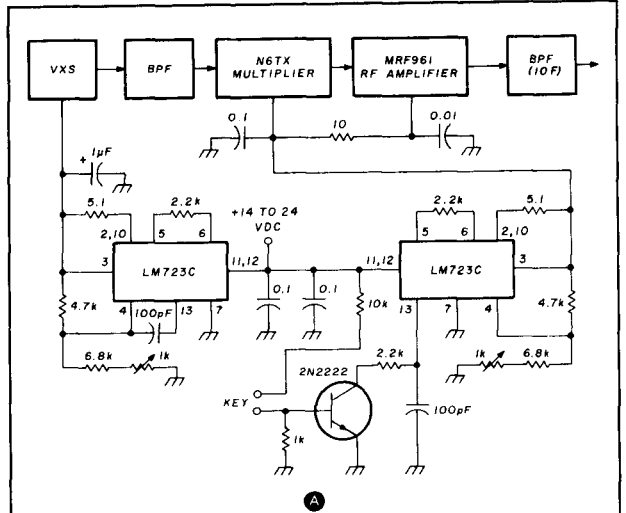 VXS
BPF
N6TX
MULTIPLIER
MRF961
RF AMPLIFIER
BPF
(10F)
0.1
10
0.01
+ 1µF
5.1
2.2k
+14 TO 24
VDC
2.2k
5.1
2,10
5
6
5
6
2,10
3
LM723C
11,12
11,12
LM723C
3
4.7k
4
100pF
13
7
0.1
0.1
10k
13
7
4
4.7k
6.8k
1k
2N2222
2.2k
1k
6.8k
KEY
1k
100pF
A